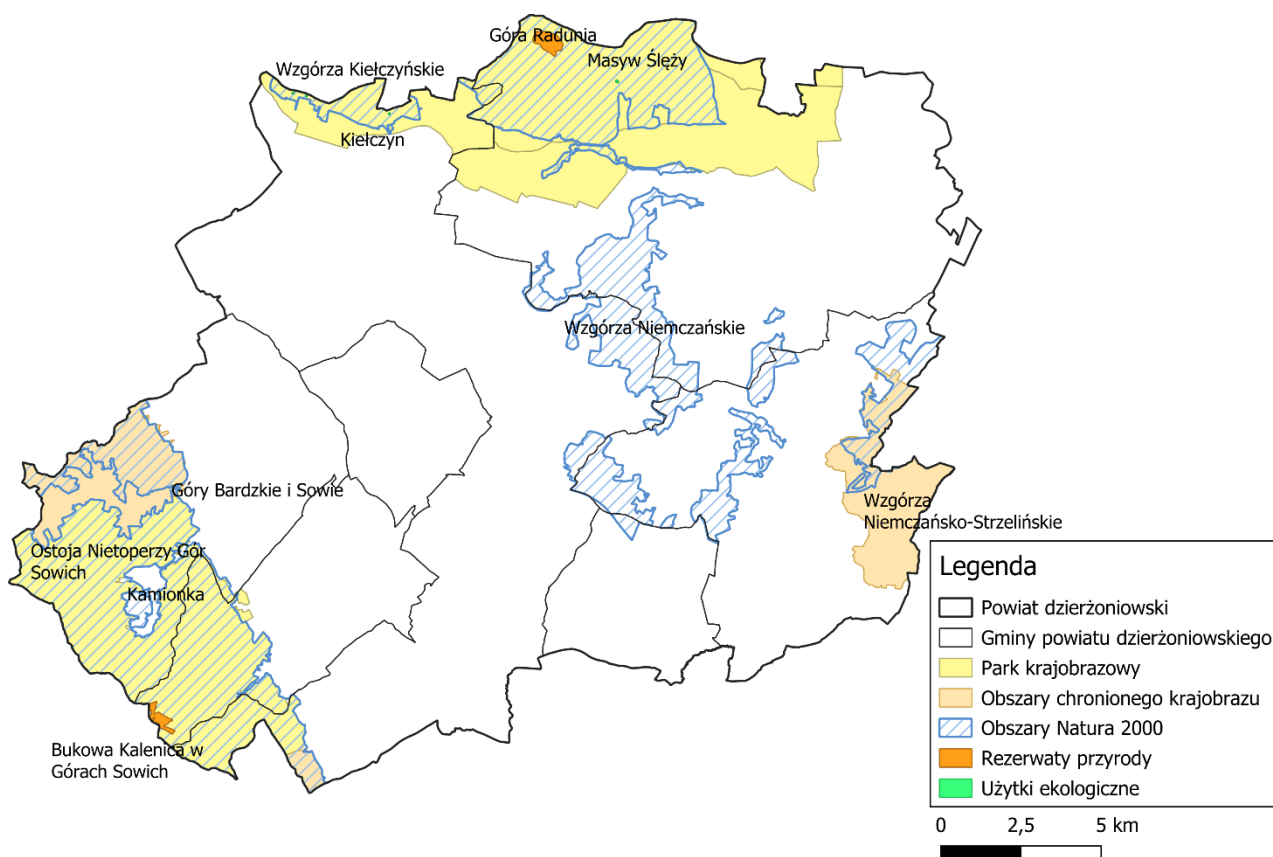 Góra Radunia
Masyw Ślęży
Wzgórza Kiełczyńskie
Kiełczyn
Wzgórza Niemczańskie
Góry Bardzkie i Sowie
Wzgórza
Niemczańsko-Strzelińskie
Ostoja Nietoperzy Gór
Sowich
Kamionka
Bukowa Kalenica w
Górach Sowich
Legenda
Powiat dzierżoniowski
Gminy powiatu dzierżoniowskiego
Park krajobrazowy
Obszary chronionego krajobrazu
Obszary Natura 2000
Rezerwaty przyrody
Użytki ekologiczne
0 2,5 5 km